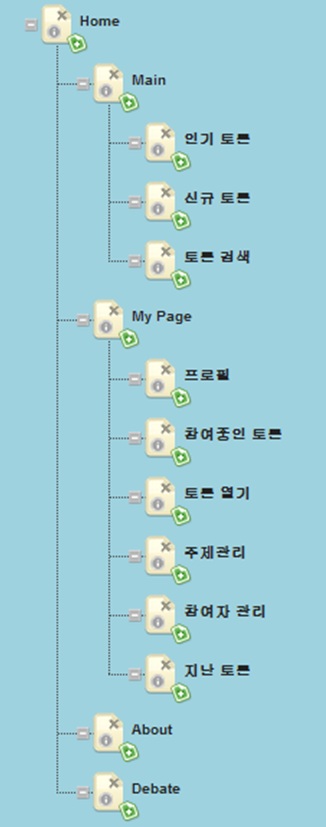 Home
Main
인기 토론
신규 토론
토론 검색
My Page
프로필
참여중인 토론
토론 열기
주제관리
참여자 관리
지난 토론
About
Debate